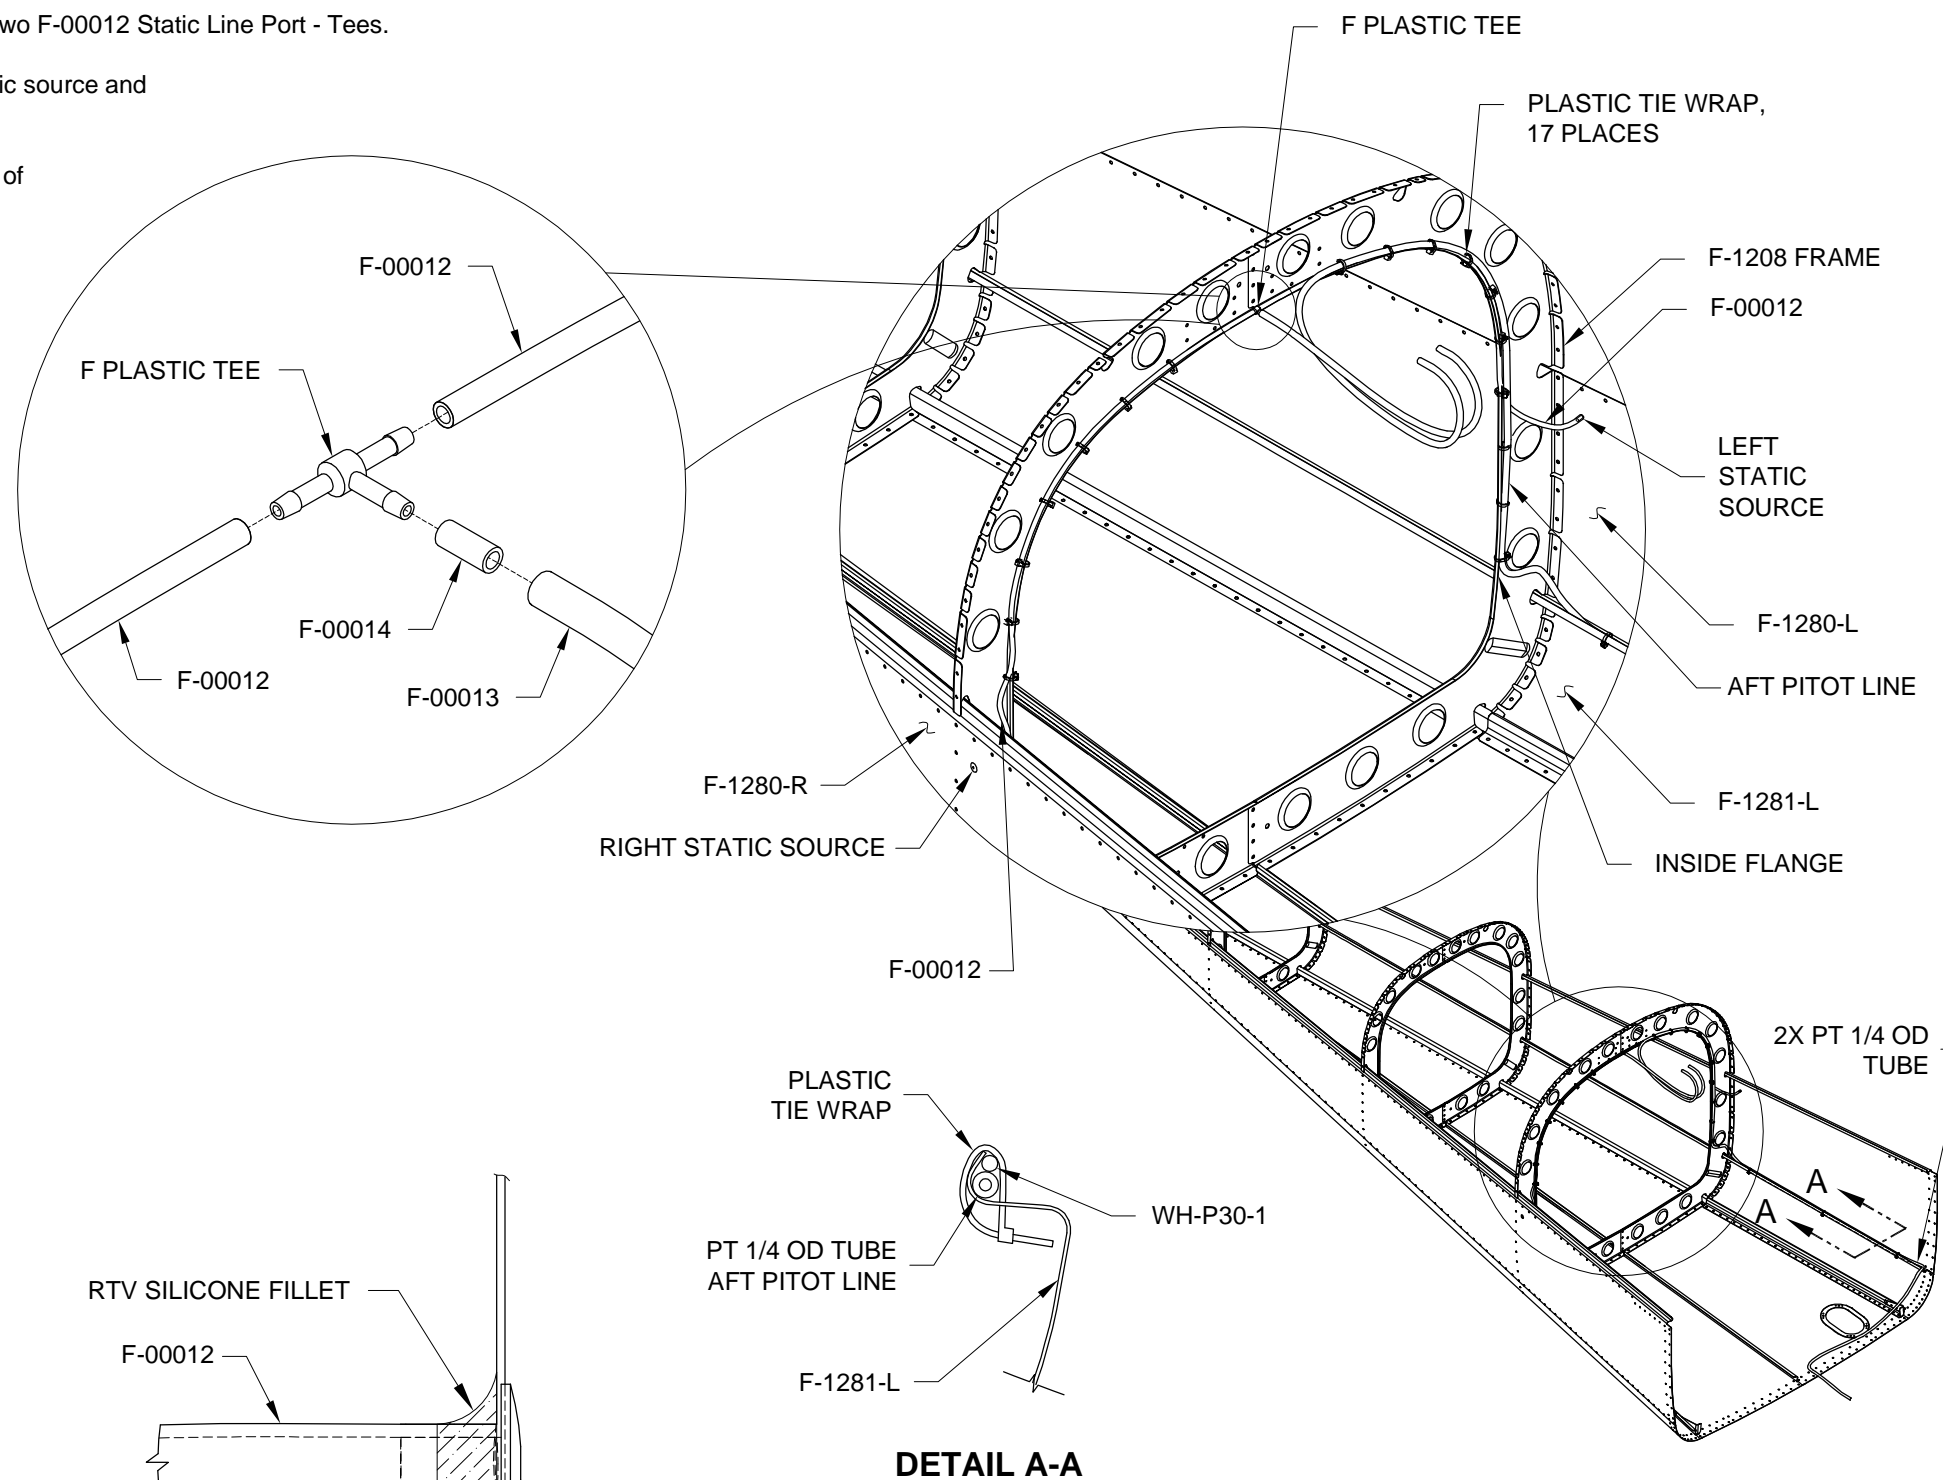 wo F-00012 Static Line Port - Tees.
ic source and
of
F PLASTIC TEE
PLASTIC TIE WRAP,
17 PLACES
F-00012
F PLASTIC TEE
F-00014
F-00012
F-00013
F-1208 FRAME
F-00012
LEFT
STATIC
SOURCE
F-1280-L
AFT PITOT LINE
F-1281-L
INSIDE FLANGE
F-1280-R
RIGHT STATIC SOURCE
F-00012
2X PT 1/4 OD
TUBE
A
A
PLASTIC
TIE WRAP
WH-P30-1
PT 1/4 OD TUBE
AFT PITOT LINE
F-1281-L
RTV SILICONE FILLET
F-00012
DETAIL A-A